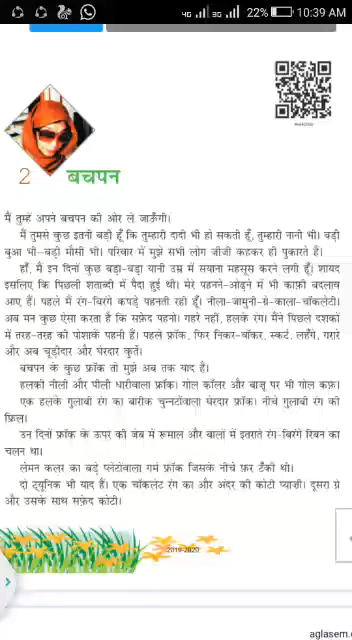 4G 3G 22% 10:39 AM
2 बचपन
मैं तुम्हें अपने बचपन की ओर ले जाऊँगी।
मैं तुमसे कुछ इतनी बड़ी हूँ कि तुम्हारी दादी भी हो सकती हूँ, तुम्हारी नानी भी। बड़ी
बुआ भी–बड़ी मौसी भी। परिवार में मुझे सभी लोग जीजी कहकर ही पुकारते हैं।
हाँ, मैं इन दिनों कुछ बड़ा-बड़ा यानी उम्र में सयाना महसूस करने लगी हूँ। शायद
इसलिए कि पिछली शताब्दी में पैदा हुई थी। मेरे पहनने-ओढ़ने में भी काफ़ी बदलाव
आए हैं। पहले मैं रंग-बिरंगे कपड़े पहनती रही हूँ। नीला-जामुनी-ग्रे-काला-चॉकलेटी।
अब मन कुछ ऐसा करता है कि सफ़ेद पहनो। गहरे नहीं, हलके रंग। मैंने पिछले दशकों
में तरह-तरह की पोशाकें पहनी हैं। पहले फ्रॉक, फिर निकर-वॉकर, स्कर्ट, लहँगे, गरारे
और अब चूड़ीदार और घेरदार कुर्ते।
बचपन के कुछ फ्रॉक तो मुझे अब तक याद हैं।
हलकी नीली और पीली धारीवाला फ्रॉक। गोल कॉलर और बाजू पर भी गोल कफ़।
एक हलके गुलाबी रंग का बारीक चुन्नटोंवाला घेरदार फ्रॉक। नीचे गुलाबी रंग की
फ्रिल।
उन दिनों फ्रॉक के ऊपर की जेब में रूमाल और बालों में इतराते रंग-बिरंगे रिबन का
चलन था।
लेमन कलर का बड़े प्लेटोंवाला गर्म फ्रॉक जिसके नीचे फ़र टँकी थी।
दो ट्यूनिक भी याद हैं। एक चॉकलेट रंग का और अंदर की कोटी प्याज़ी। दूसरा ग्रे
और उसके साथ सफ़ेद कोटी।
2019-2020
aglasem.